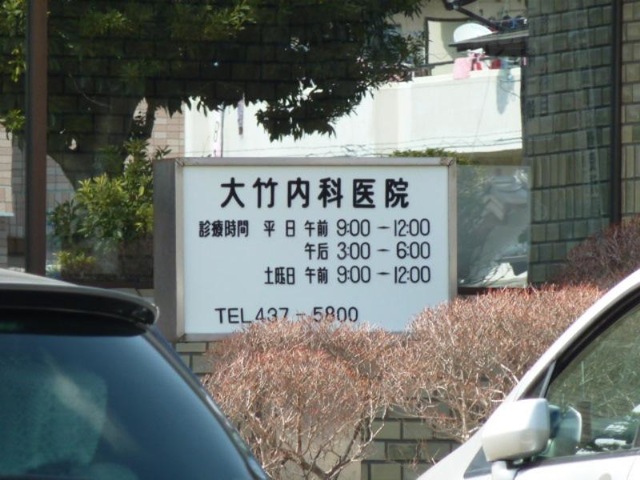 大竹内科医院
診療時間 平日 午前 9:00-12:00
午后 3:00-6:00
土旺日 午前 9:00-12:00
TEL 437-5800